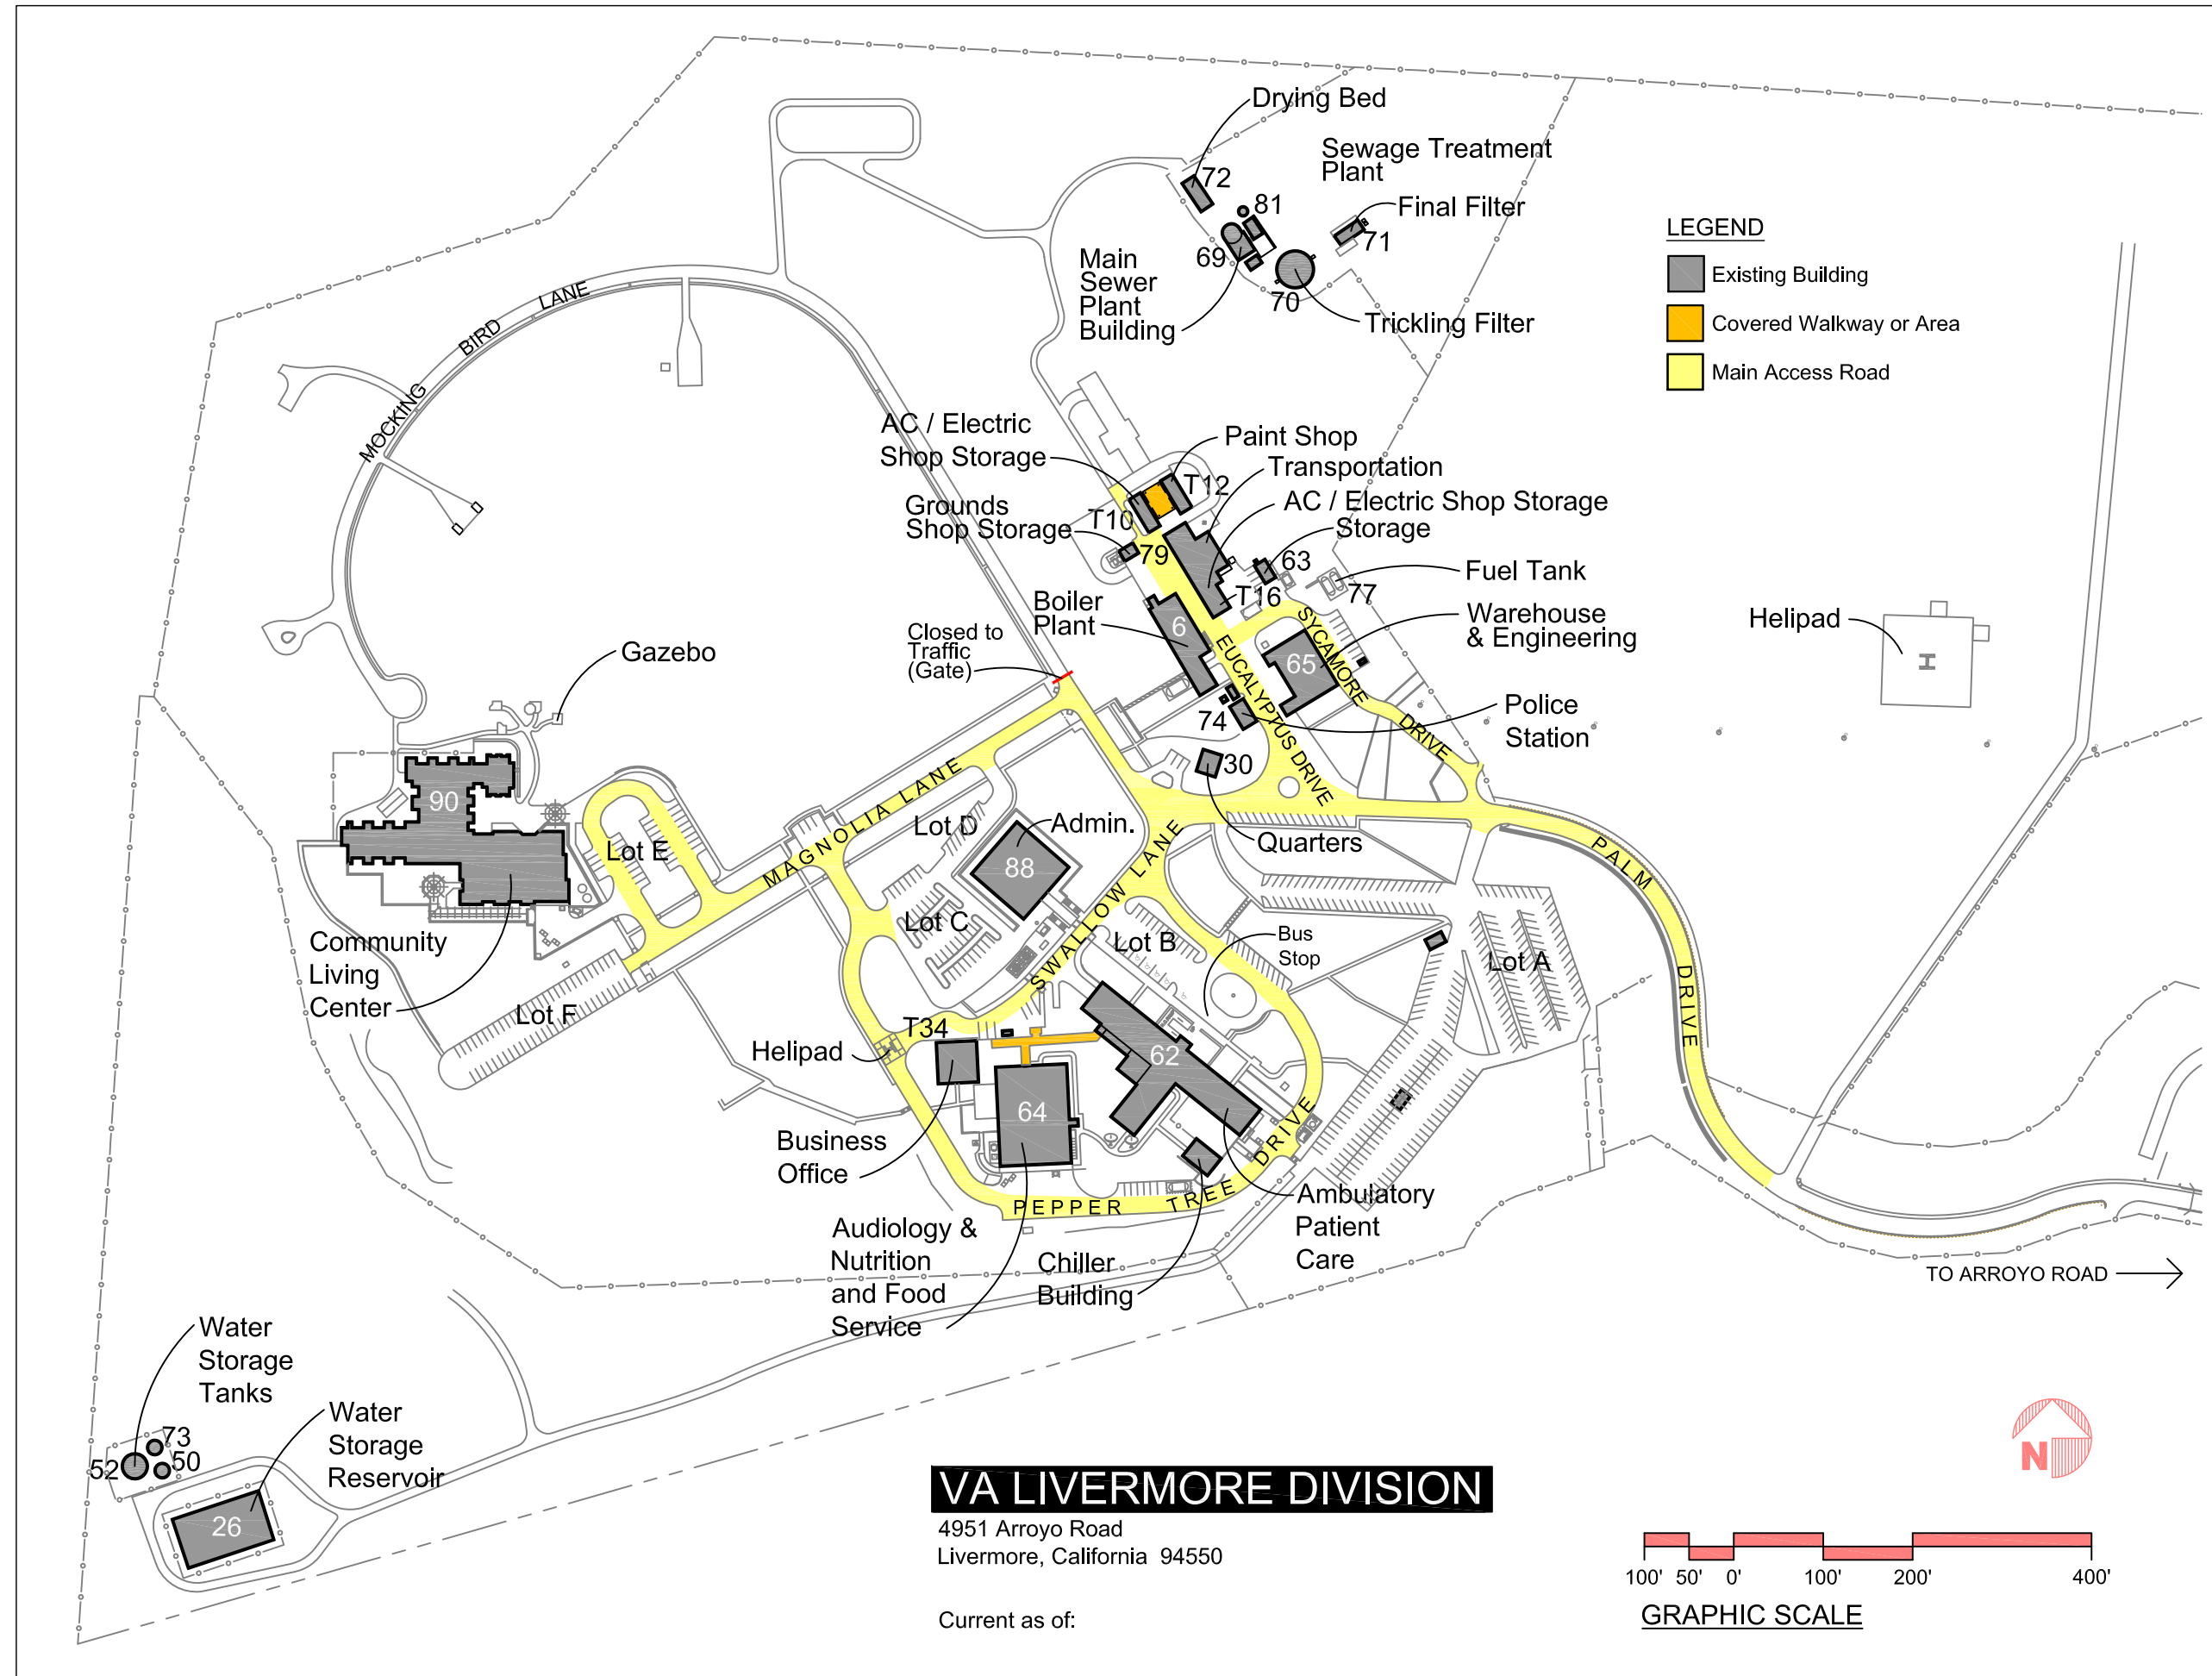 Drying Bed
Sewage Treatment
Plant
72
81
Final Filter
71
69
Main
Sewer
Plant
Building
70
Trickling Filter
LEGEND
Existing Building
Covered Walkway or Area
Main Access Road
MOCKING BIRD LANE
AC / Electric
Shop Storage
Paint Shop
Transportation
T12
AC / Electric Shop Storage
Grounds
Shop Storage
T10
Storage
79
63
Fuel Tank
77
T16
Boiler
Plant
6
Warehouse
& Engineering
65
SYCAMORE DRIVE
EUCALYPTUS DRIVE
Closed to
Traffic
(Gate)
Helipad
H
Gazebo
Police
Station
74
30
Quarters
90
Lot E
MAGNOLIA LANE
Lot D
Admin.
88
SWALLOW LANE
PALM DRIVE
Lot C
Lot B
Bus
Stop
Lot A
Community
Living
Center
Lot F
T34
Helipad
H
62
64
Business
Office
PEPPER TREE DRIVE
Ambulatory
Patient
Care
Audiology &
Nutrition
and Food
Service
Chiller
Building
TO ARROYO ROAD
Water
Storage
Tanks
73
50
52
Water
Storage
Reservoir
26
VA LIVERMORE DIVISION
4951 Arroyo Road
Livermore, California 94550
Current as of:
N
100' 50' 0' 100' 200' 400'
GRAPHIC SCALE